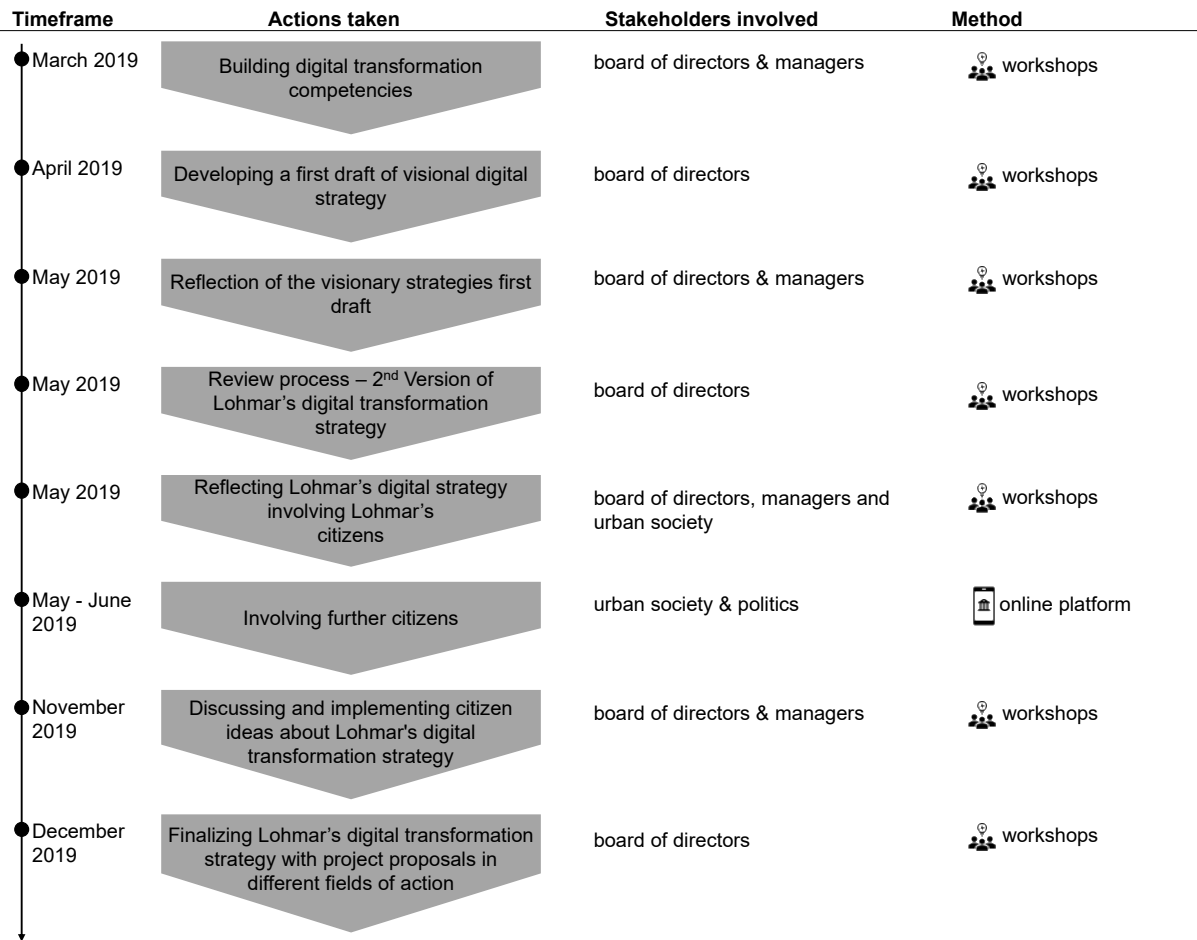 Timeframe Actions taken Stakeholders involved Method
March 2019
Building digital transformation
competencies
board of directors & managers
workshops
April 2019
Developing a first draft of visional digital
strategy
board of directors
workshops
May 2019
Reflection of the visionary strategies first
draft
board of directors & managers
workshops
May 2019
Review process – 2nd Version of
Lohmar’s digital transformation
strategy
board of directors
workshops
May 2019
Reflecting Lohmar’s digital strategy
involving Lohmar’s
citizens
board of directors, managers and
urban society
workshops
May - June
2019
Involving further citizens
urban society & politics
online platform
November
2019
Discussing and implementing citizen
ideas about Lohmar's digital
transformation strategy
board of directors & managers
workshops
December
2019
Finalizing Lohmar’s digital transformation
strategy with project proposals in
different fields of action
board of directors
workshops